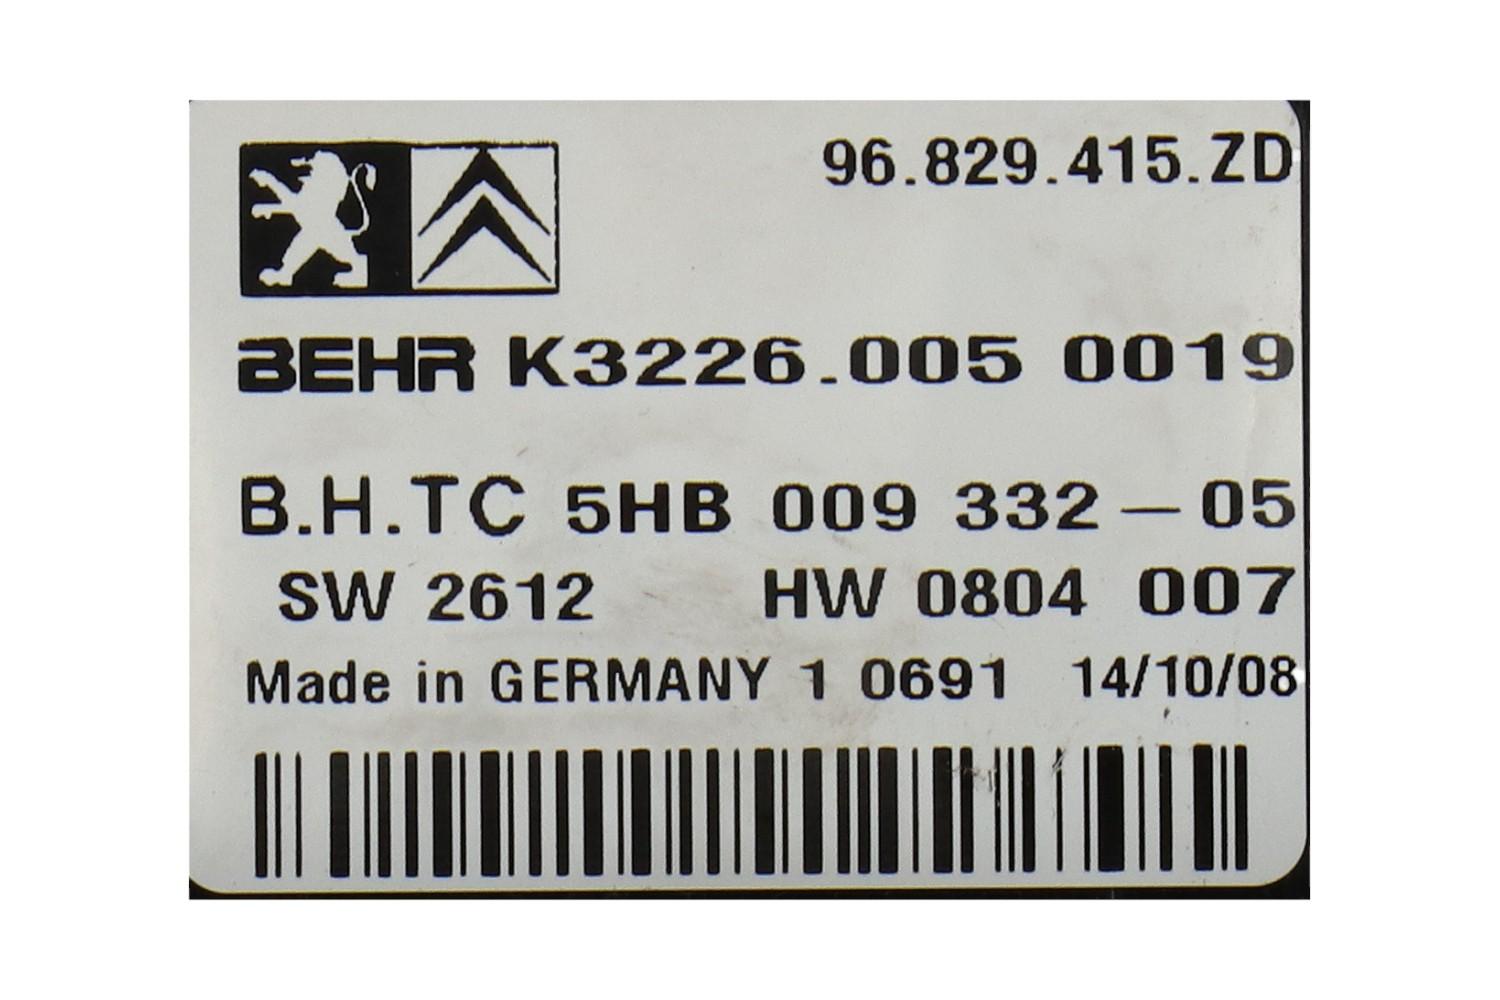 96.829.415.ZD
BEHR K3226.005 0019
B.H.TC 5HB 009 332-05
SW 2612 HW 0804 007
Made in GERMANY 1 0691 14/10/08